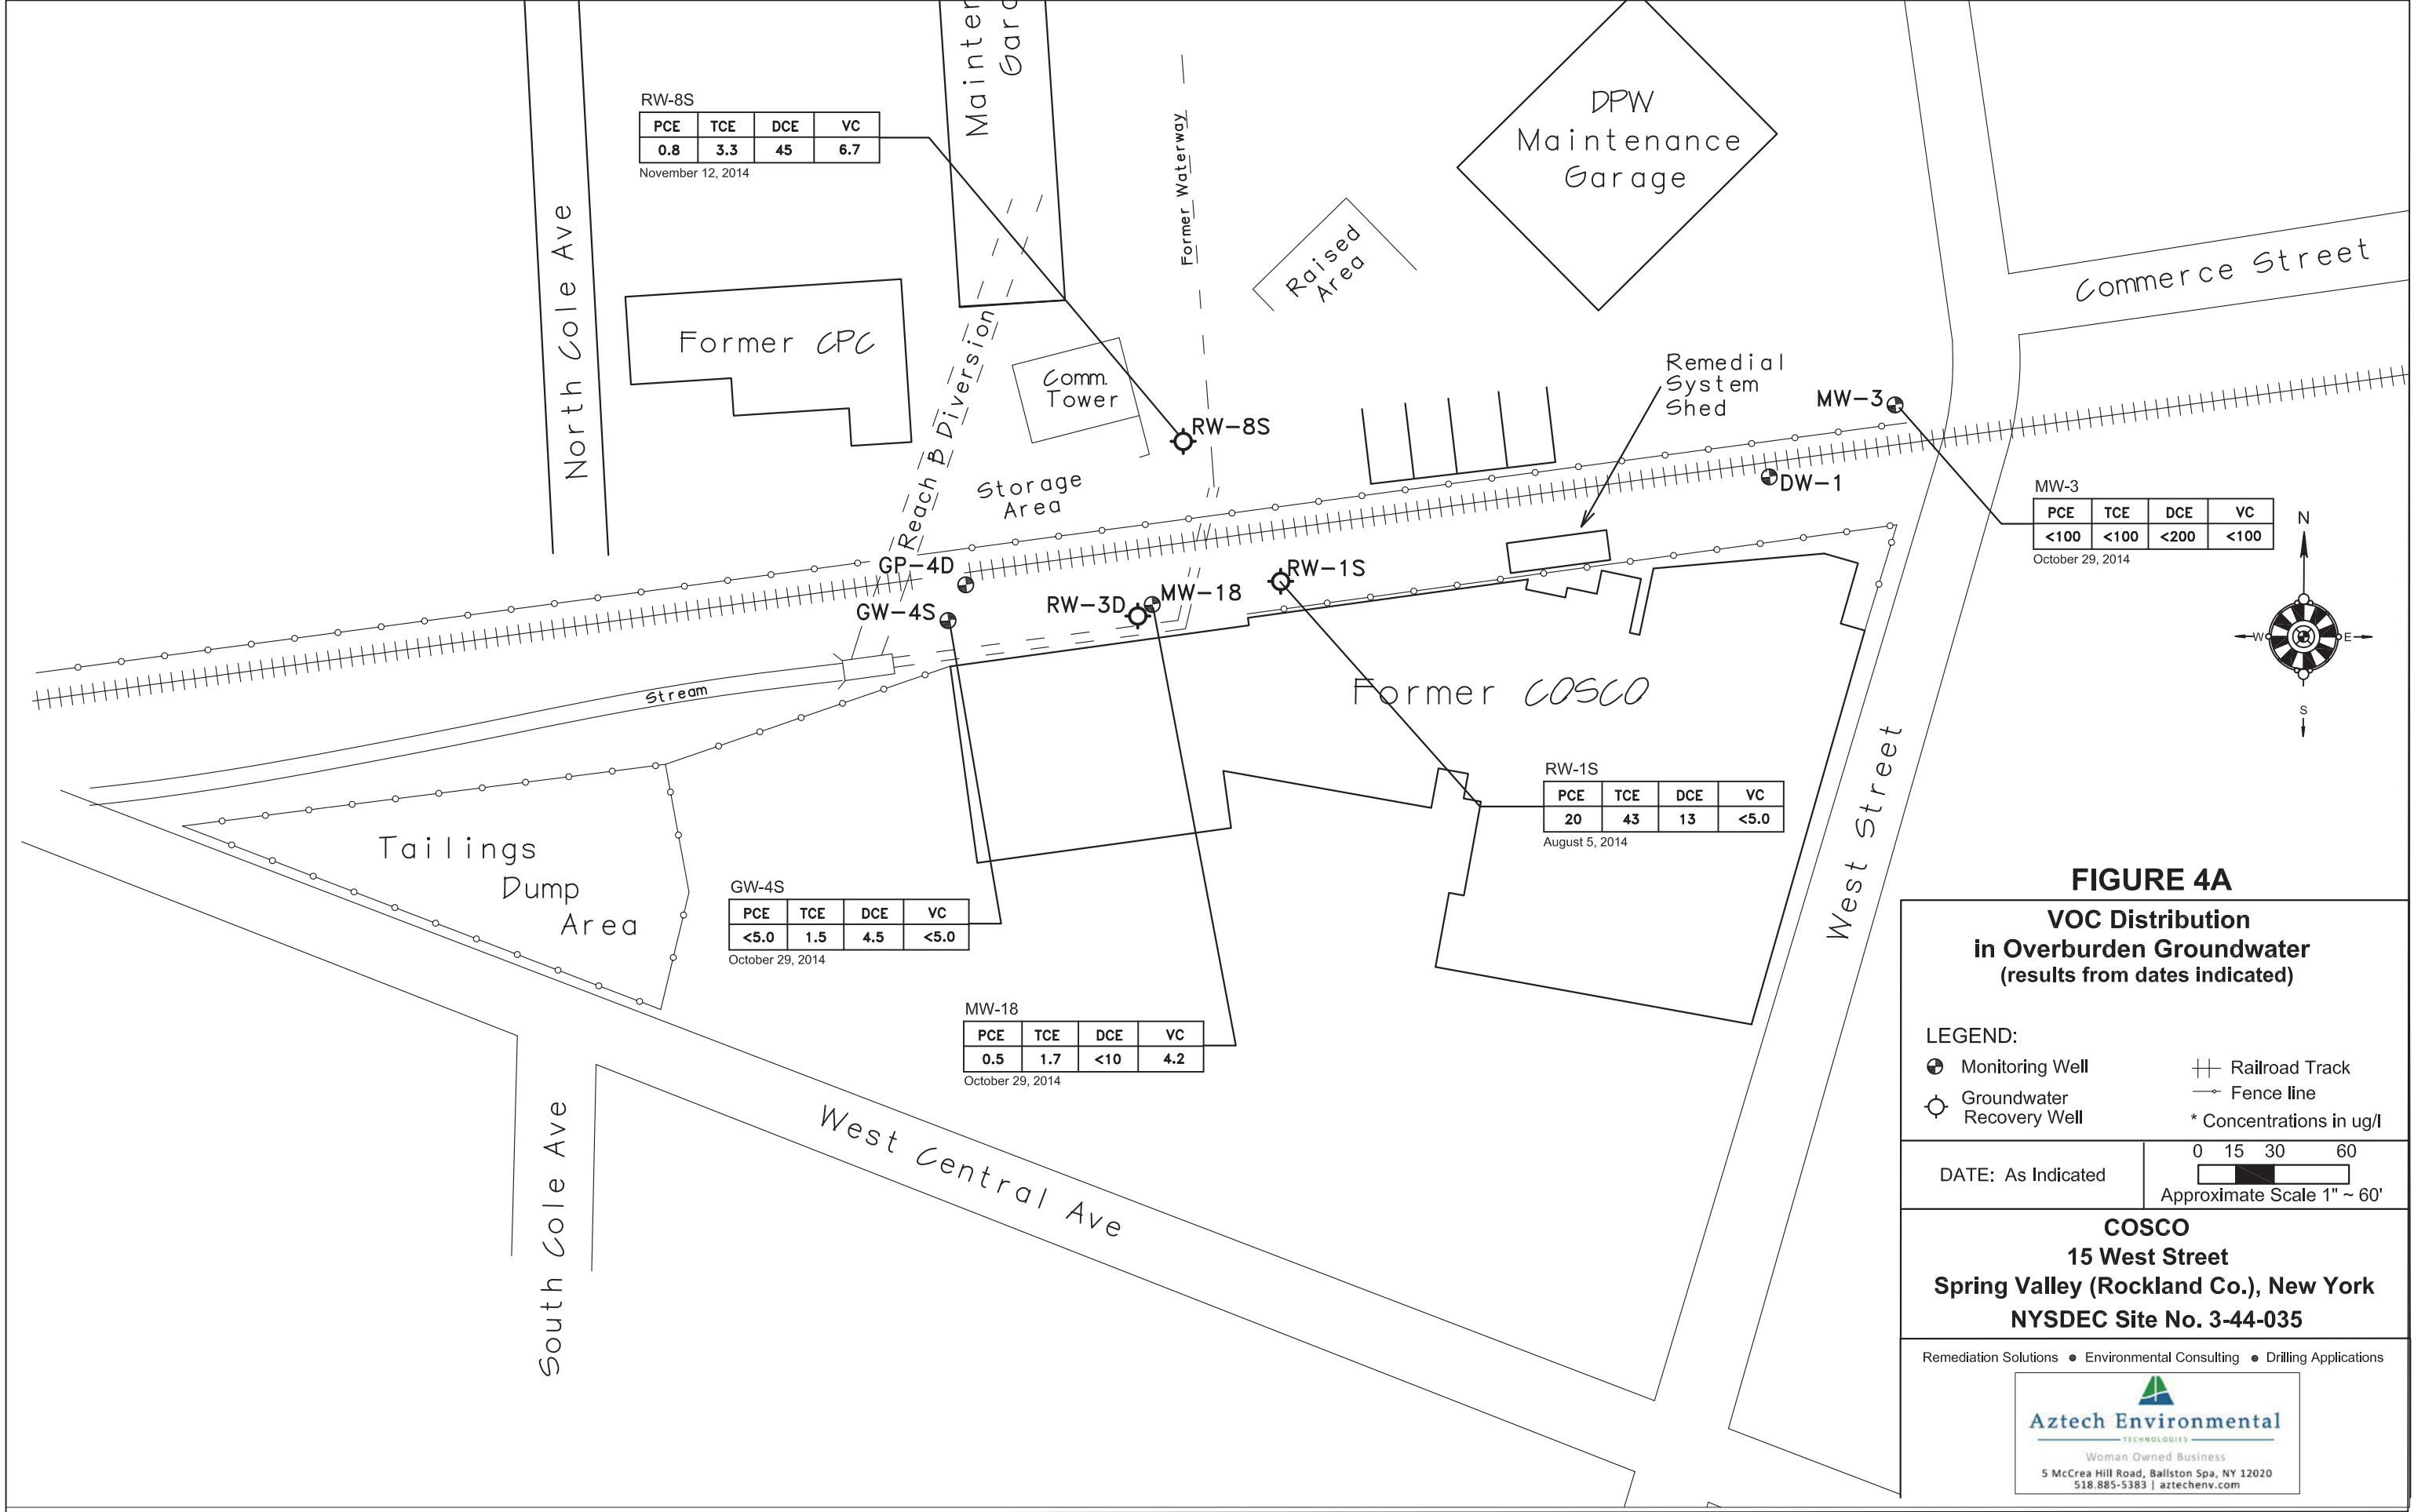 Mainten
Garc
RW-8S
PCE TCE DCE VC
0.8 3.3 45 6.7
November 12, 2014
North Cole Ave
Former CPC
Reach B Diversion
Former Waterway
Comm.
Tower
Storage
Area
Raised
Area
DPW
Maintenance
Garage
Commerce Street
Remedial
System
Shed
RW-8S
MW-3
DW-1
MW-3
PCE TCE DCE VC
<100 <100 <200 <100
October 29, 2014
N
W
E
S
GP-4D
GW-4S
RW-3D
MW-18
RW-1S
Stream
Former COSCO
RW-1S
PCE TCE DCE VC
20 43 13 <5.0
August 5, 2014
Tailings
Dump
Area
GW-4S
PCE TCE DCE VC
<5.0 1.5 4.5 <5.0
October 29, 2014
MW-18
PCE TCE DCE VC
0.5 1.7 <10 4.2
October 29, 2014
West Street
West Central Ave
South Cole Ave
FIGURE 4A
VOC Distribution
in Overburden Groundwater
(results from dates indicated)
LEGEND:
Monitoring Well
Groundwater
Recovery Well
Railroad Track
Fence line
* Concentrations in ug/l
DATE: As Indicated
0 15 30 60
Approximate Scale 1" ~ 60'
COSCO
15 West Street
Spring Valley (Rockland Co.), New York
NYSDEC Site No. 3-44-035
Remediation Solutions ● Environmental Consulting ● Drilling Applications
Aztech Environmental
TECHNOLOGIES
Woman Owned Business
5 McCrea Hill Road, Ballston Spa, NY 12020
518.885-5383 | aztechenv.com